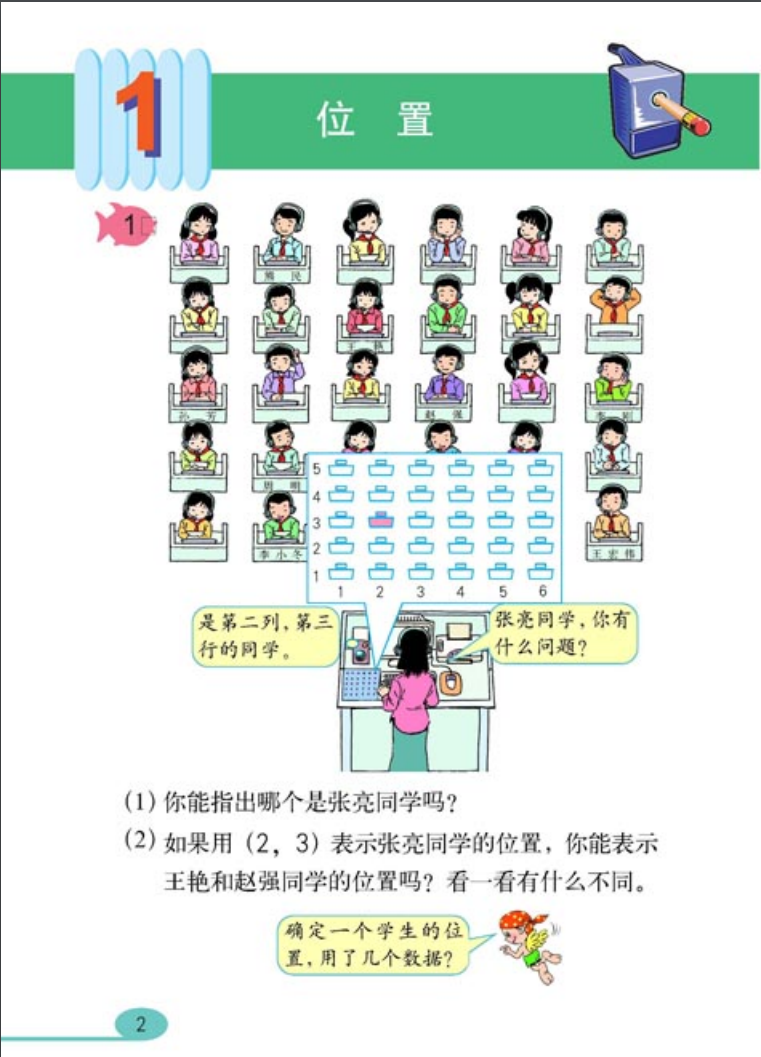 1
位 置
1
熊 民
王 艳
孙 芳
赵 强
李 刚
周 明
李小冬
王宏伟
5
4
3
2
1
1 2 3 4 5 6
是第二列,第三
行的同学。
张亮同学,你有
什么问题?
(1) 你能指出哪个是张亮同学吗?
(2) 如果用(2,3)表示张亮同学的位置,你能表示
王艳和赵强同学的位置吗?看一看有什么不同。
确定一个学生的位
置,用了几个数据?
2